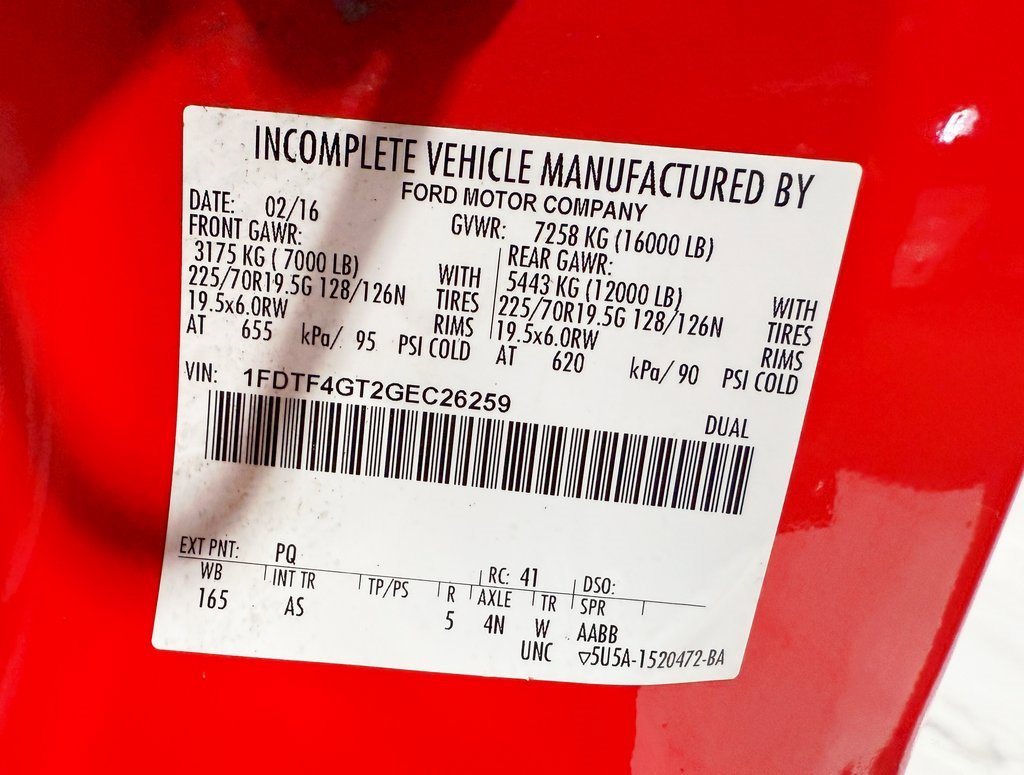 INCOMPLETE VEHICLE MANUFACTURED BY
FORD MOTOR COMPANY
DATE: 02/16
GVWR: 7258 KG (16000 LB)
FRONT GAWR:
3175 KG ( 7000 LB) WITH
225/70R19.5G 128/126N TIRES
19.5x6.0RW RIMS
AT 655 kPa/ 95 PSI COLD
REAR GAWR:
5443 KG (12000 LB) WITH
225/70R19.5G 128/126N TIRES
19.5x6.0RW RIMS
AT 620 kPa/ 90 PSI COLD
VIN: 1FDTF4GT2GEC26259
DUAL
EXT PNT: PQ RC: 41 DSO:
WB INT TR TP/PS R AXLE TR SPR
165 AS 5 4N W AABB
UNC ▽5U5A-1520472-BA